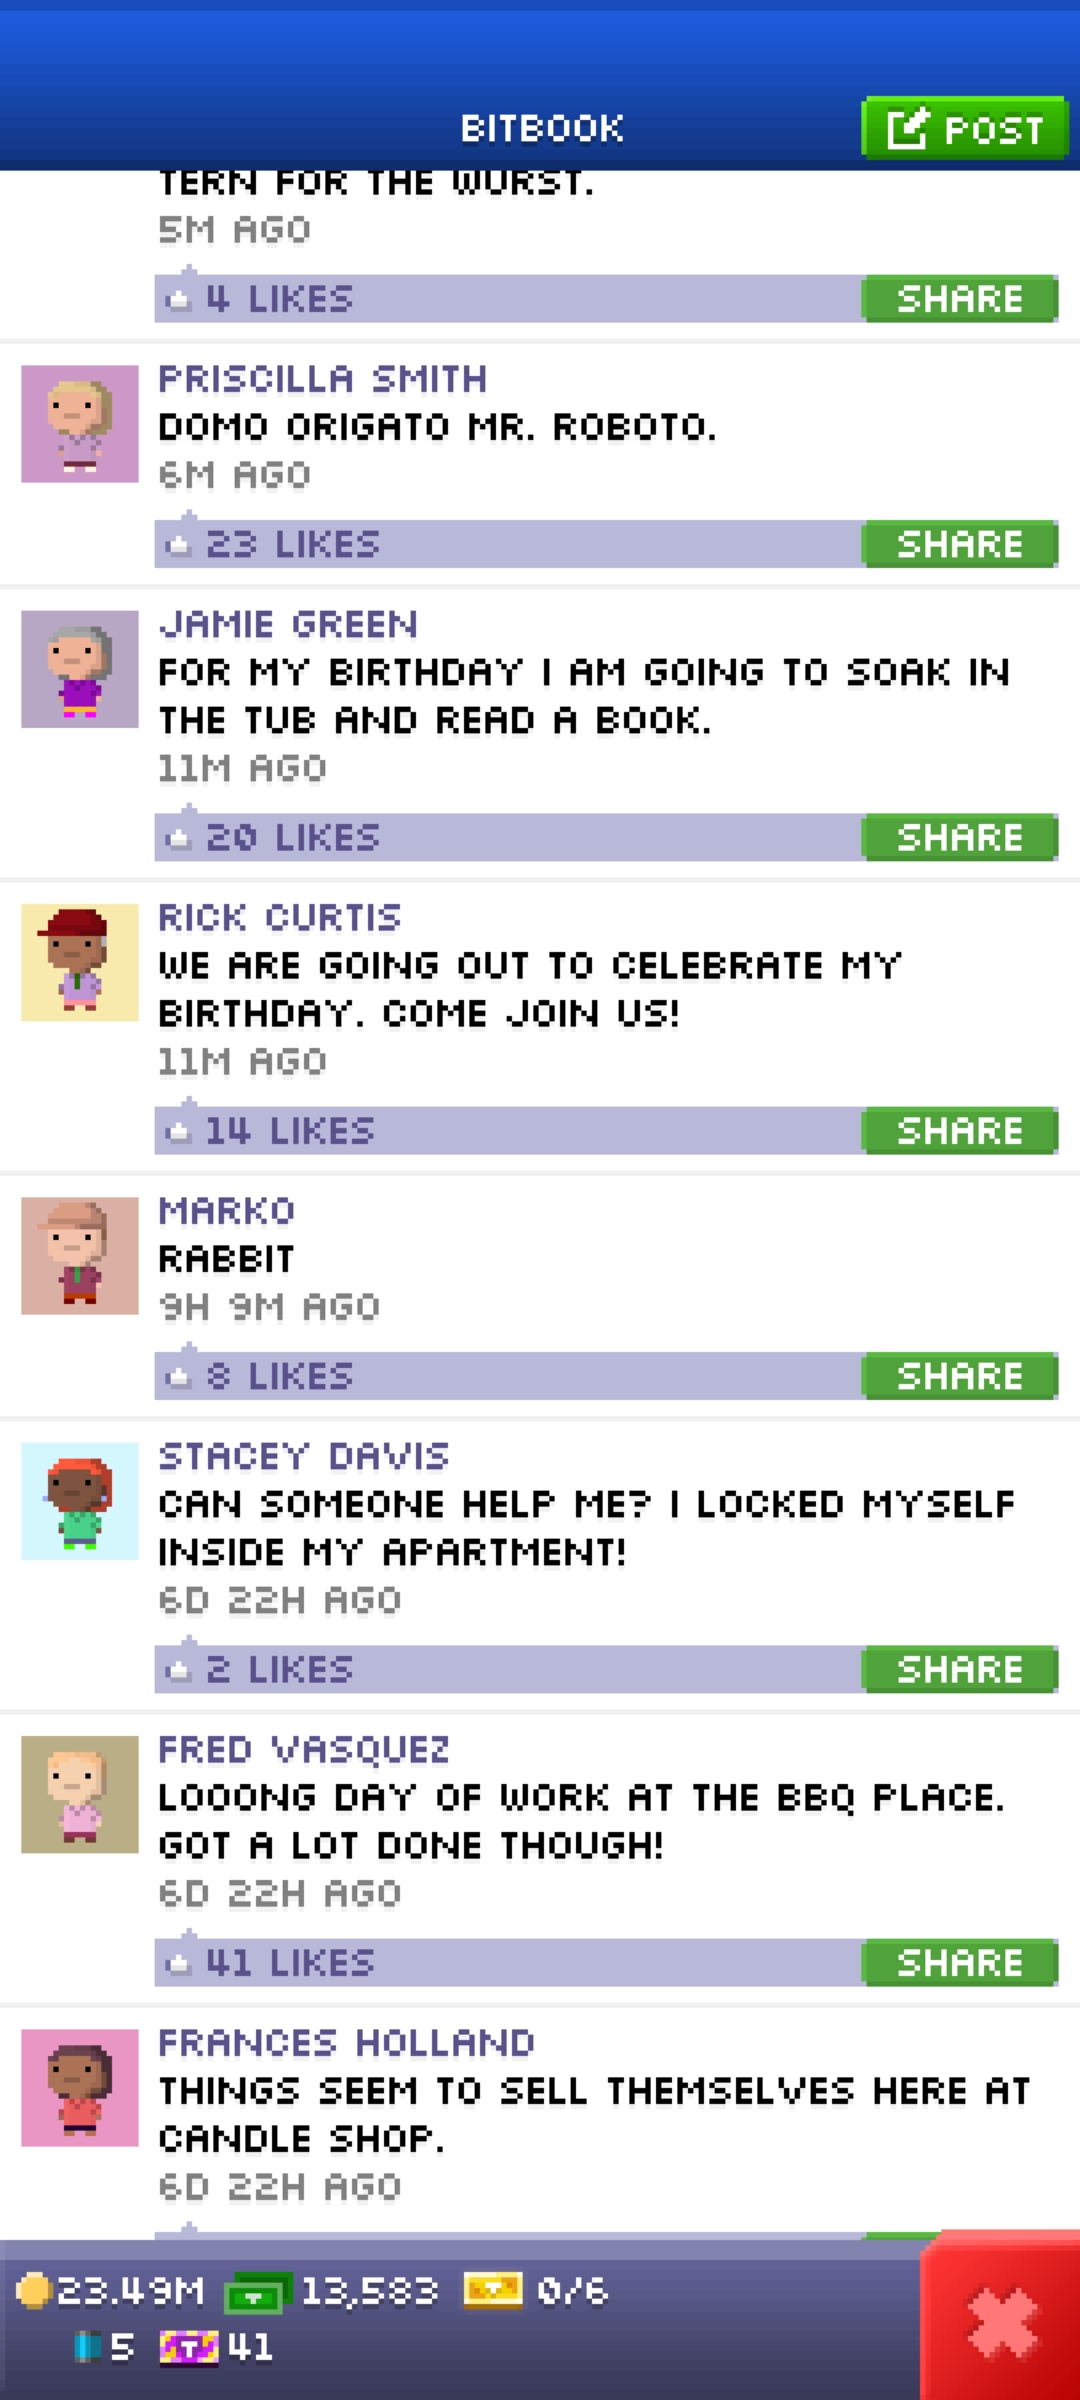 BITBOOK
POST
TERN FOR THE WURST.
5M AGO
4 LIKES
SHARE
PRISCILLA SMITH
DOMO ORIGATO MR. ROBOTO.
6M AGO
23 LIKES
SHARE
JAMIE GREEN
FOR MY BIRTHDAY I AM GOING TO SOAK IN
THE TUB AND READ A BOOK.
11M AGO
20 LIKES
SHARE
RICK CURTIS
WE ARE GOING OUT TO CELEBRATE MY
BIRTHDAY. COME JOIN US!
11M AGO
14 LIKES
SHARE
MARKO
RABBIT
9H 9M AGO
8 LIKES
SHARE
STACEY DAVIS
CAN SOMEONE HELP ME? I LOCKED MYSELF
INSIDE MY APARTMENT!
6D 22H AGO
2 LIKES
SHARE
FRED VASQUEZ
LOOONG DAY OF WORK AT THE BBQ PLACE.
GOT A LOT DONE THOUGH!
6D 22H AGO
41 LIKES
SHARE
FRANCES HOLLAND
THINGS SEEM TO SELL THEMSELVES HERE AT
CANDLE SHOP.
6D 22H AGO
23.49M 13,583 0/6
5 T 41